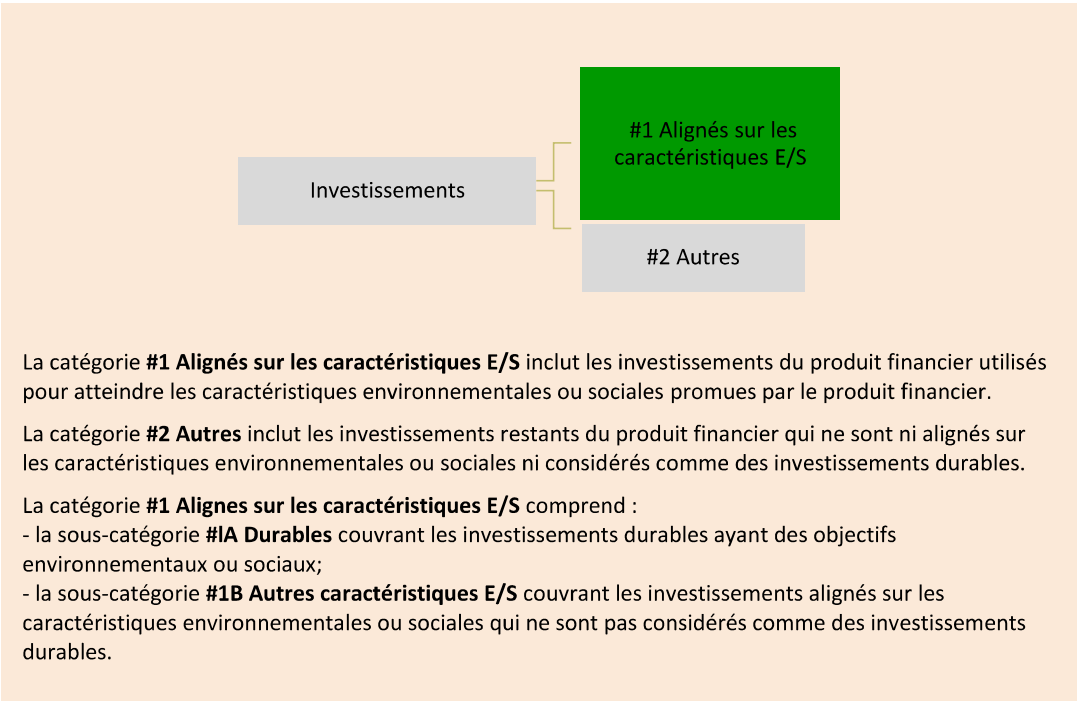 #1 Alignés sur les
caractéristiques E/S
Investissements
#2 Autres
La catégorie #1 Alignés sur les caractéristiques E/S inclut les investissements du produit financier utilisés
pour atteindre les caractéristiques environnementales ou sociales promues par le produit financier.
La catégorie #2 Autres inclut les investissements restants du produit financier qui ne sont ni alignés sur
les caractéristiques environnementales ou sociales ni considérés comme des investissements durables.
La catégorie #1 Alignes sur les caractéristiques E/S comprend :
- la sous-catégorie #lA Durables couvrant les investissements durables ayant des objectifs
environnementaux ou sociaux;
- la sous-catégorie #1B Autres caractéristiques E/S couvrant les investissements alignés sur les
caractéristiques environnementales ou sociales qui ne sont pas considérés comme des investissements
durables.